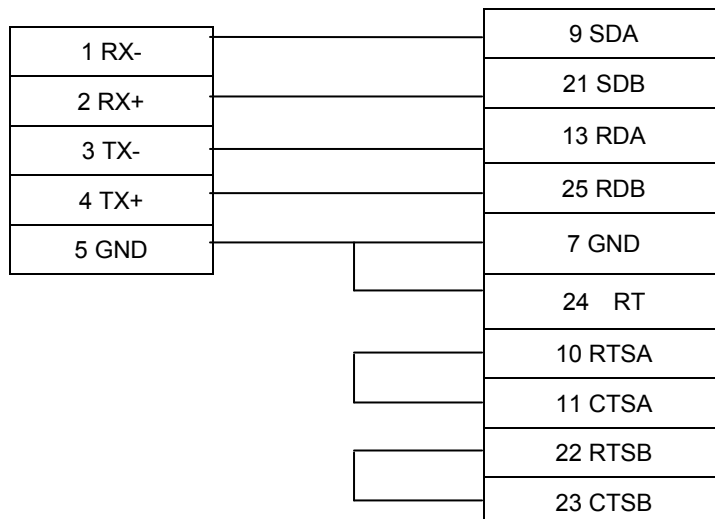 1 RX-
2 RX+
3 TX-
4 TX+
5 GND
9 SDA
21 SDB
13 RDA
25 RDB
7 GND
24 RT
10 RTSA
11 CTSA
22 RTSB
23 CTSB